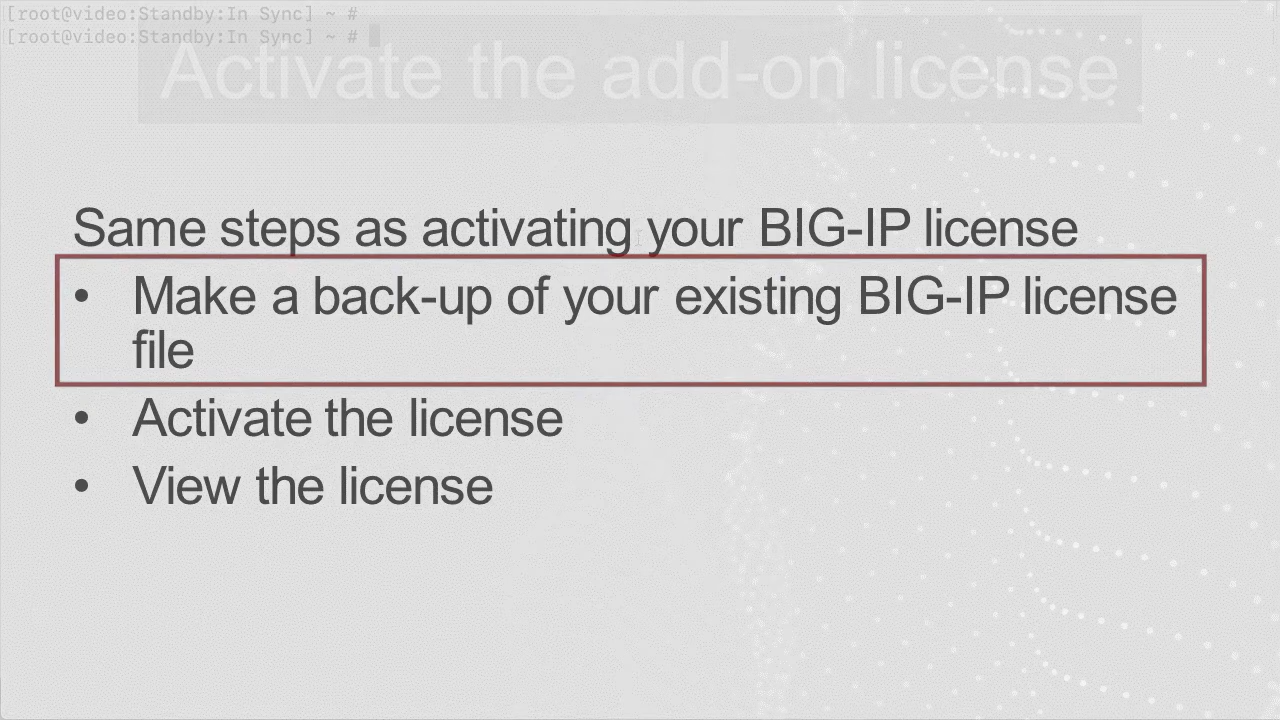 [root@video:Standby:In Sync] ~ #
[root@video:Standby:In Sync] ~ #
Activate the add-on license
Same steps as activating your BIG-IP license
• Make a back-up of your existing BIG-IP license
file
• Activate the license
• View the license